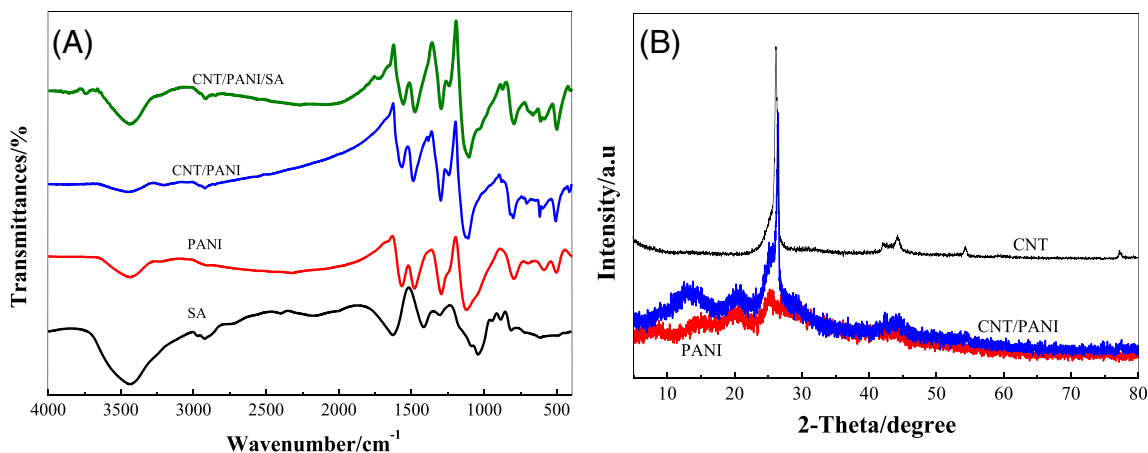 (A)
CNT/PANI/SA
CNT/PANI
PANI
SA
Transmittances/%
4000 3500 3000 2500 2000 1500 1000 500
Wavenumber/cm⁻¹
(B)
CNT
CNT/PANI
PANI
Intensity/a.u
10 20 30 40 50 60 70 80
2-Theta/degree